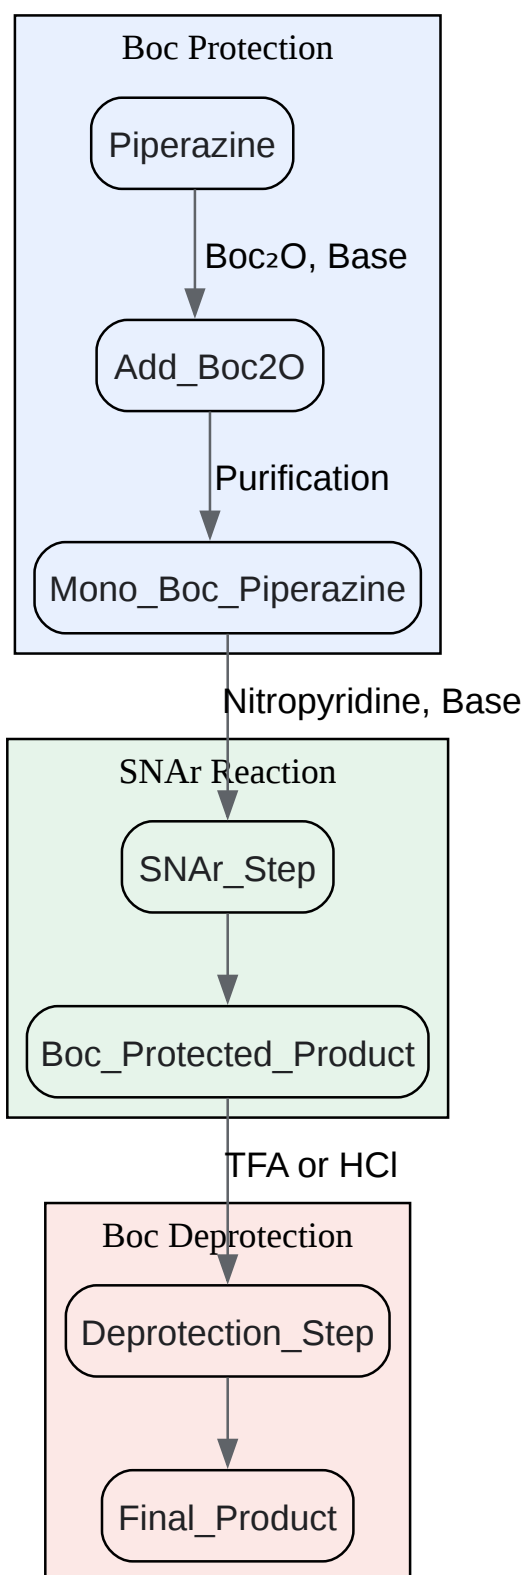 Boc Protection
Piperazine
Boc₂O, Base
Add_Boc2O
Purification
Mono_Boc_Piperazine
Nitropyridine, Base
SNAr Reaction
SNAr_Step
Boc_Protected_Product
TFA or HCl
Boc Deprotection
Deprotection_Step
Final_Product